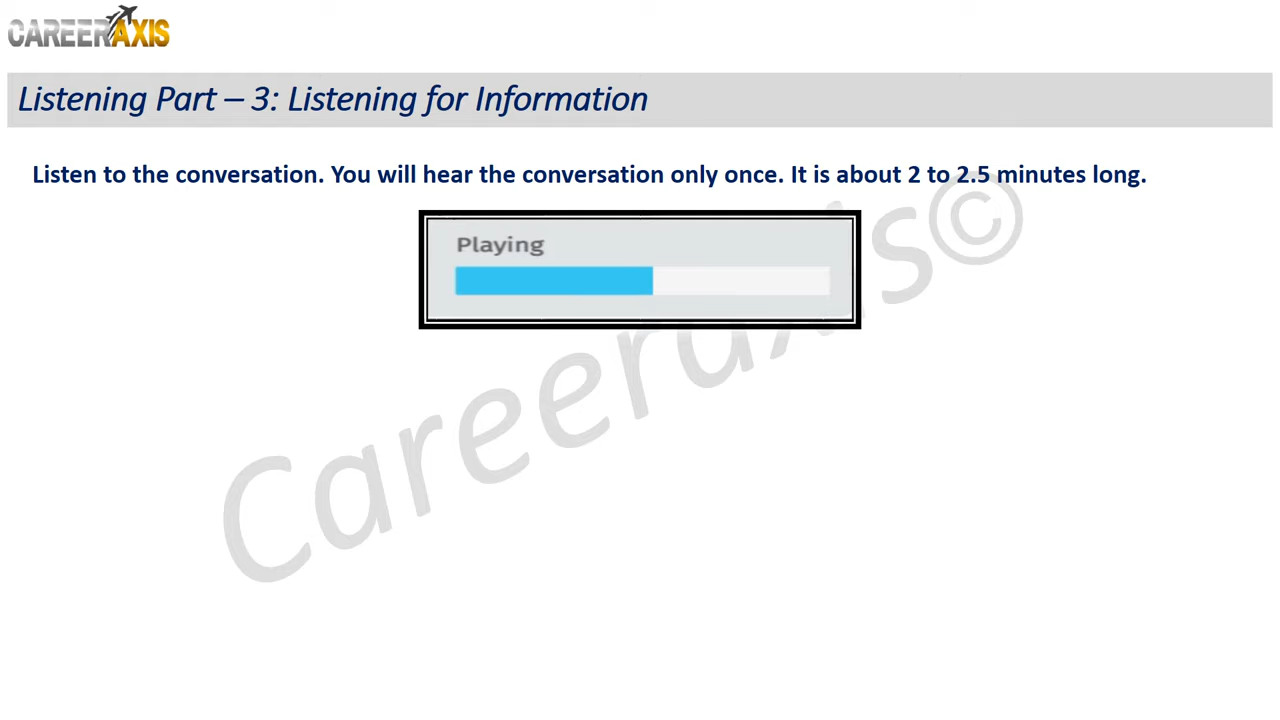 CAREERAXIS
Listening Part – 3: Listening for Information
Listen to the conversation. You will hear the conversation only once. It is about 2 to 2.5 minutes long.
Playing
Careeraxis©